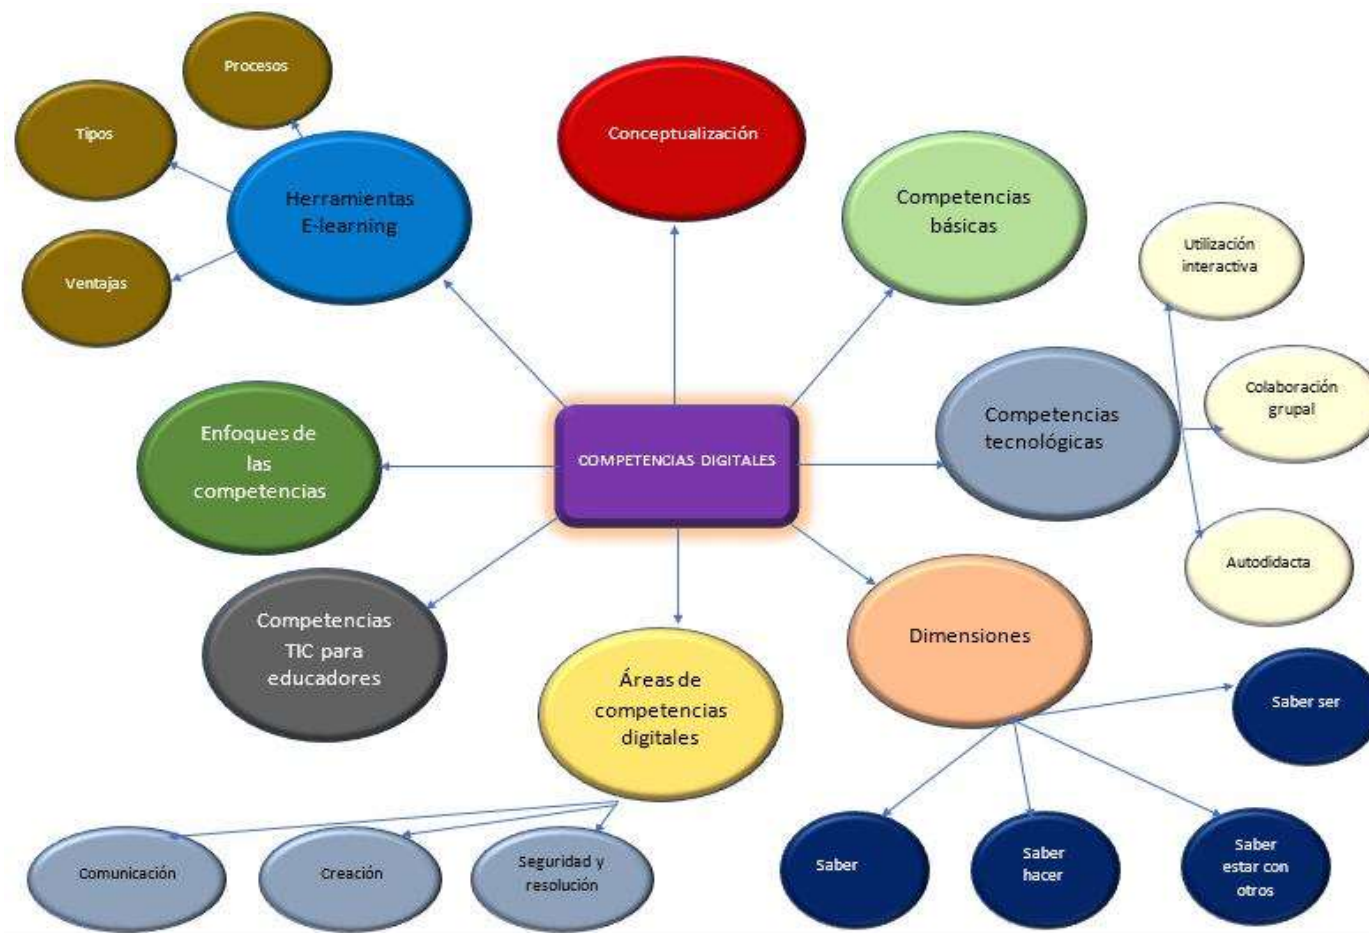 Procesos
Tipos
Ventajas
Herramientas
E-learning
Conceptualización
Competencias
básicas
Utilización
interactiva
Colaboración
grupal
Autodidacta
Competencias
tecnológicas
COMPETENCIAS DIGITALES
Enfoques de
las
competencias
Competencias
TIC para
educadores
Áreas de
competencias
digitales
Dimensiones
Saber ser
Saber
Saber
hacer
Saber
estar con
otros
Comunicación
Creación
Seguridad y
resolución